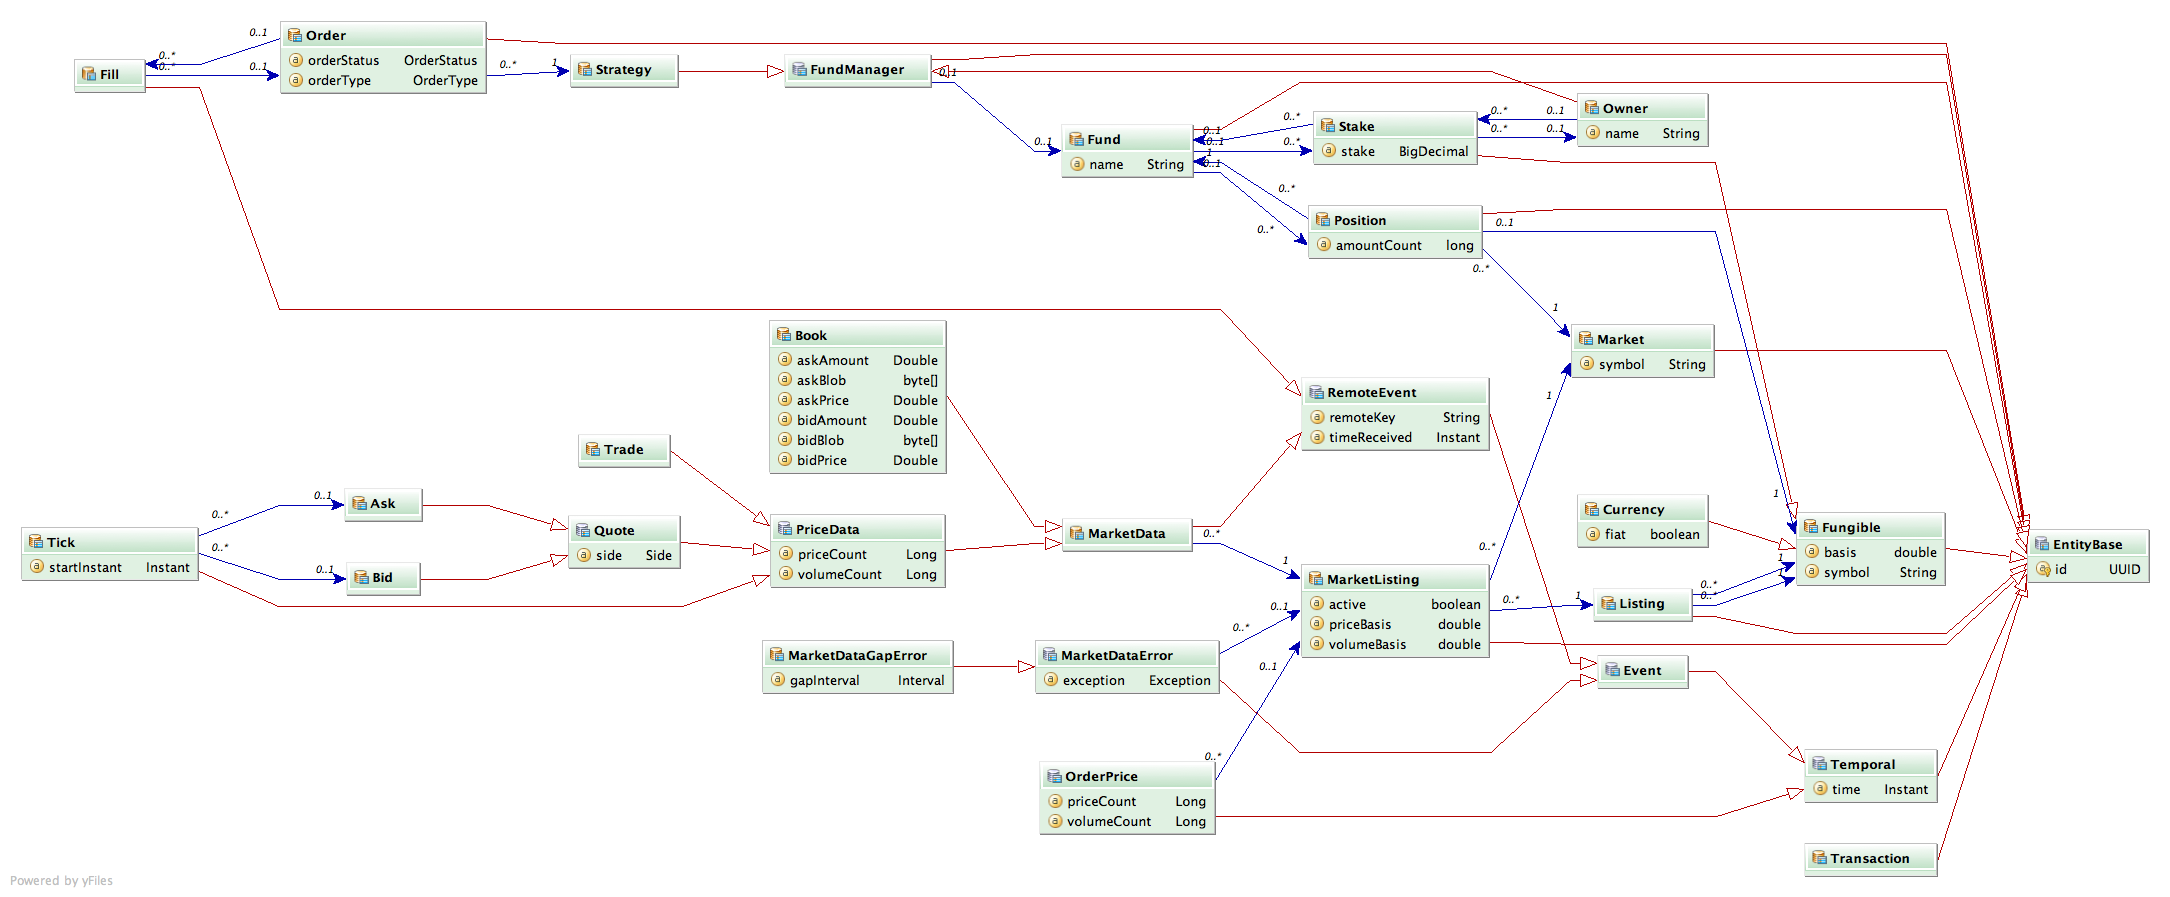 Order
orderStatus OrderStatus
orderType OrderType
0..1
0..*
0..*
0..1
Fill
0..*
1
Strategy
FundManager
0..1
0..1
Fund
name String
0..1
0..1
1
0..1
0..*
0..*
Stake
stake BigDecimal
0..*
0..1
0..*
0..1
Owner
name String
0..*
0..*
Position
amountCount long
0..1
0..*
1
Market
symbol String
1
Book
askAmount Double
askBlob byte[]
askPrice Double
bidAmount Double
bidBlob byte[]
bidPrice Double
RemoteEvent
remoteKey String
timeReceived Instant
Trade
Ask
0..1
0..*
0..*
0..1
Tick
startInstant Instant
Bid
Quote
side Side
PriceData
priceCount Long
volumeCount Long
MarketData
0..*
1
0..*
MarketListing
active boolean
priceBasis double
volumeBasis double
0..1
0..*
0..1
0..*
1
Currency
fiat boolean
1
Fungible
basis double
symbol String
1
1
0..*
0..*
Listing
EntityBase
id UUID
MarketDataGapError
gapInterval Interval
MarketDataError
exception Exception
Event
0..*
OrderPrice
priceCount Long
volumeCount Long
Temporal
time Instant
Transaction
Powered by yFiles